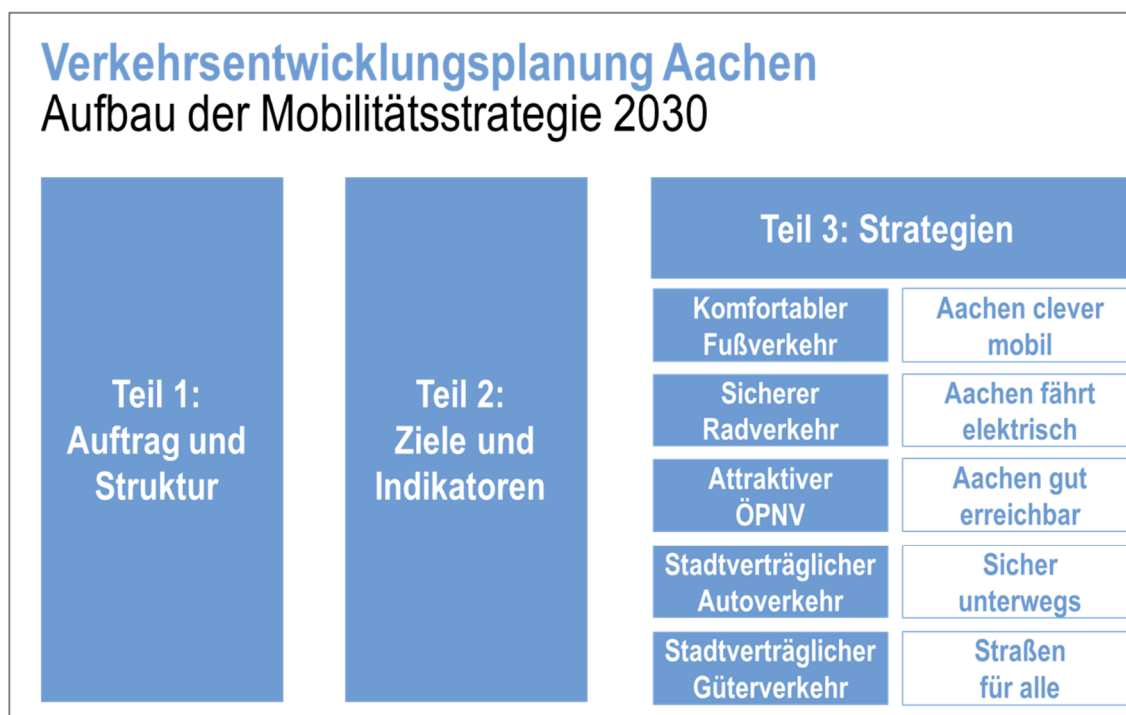 Verkehrsentwicklungsplanung Aachen
Aufbau der Mobilitätsstrategie 2030
Teil 1:
Auftrag und
Struktur
Teil 2:
Ziele und
Indikatoren
Teil 3: Strategien
Komfortabler
Fußverkehr
Aachen clever
mobil
Sicherer
Radverkehr
Aachen fährt
elektrisch
Attraktiver
ÖPNV
Aachen gut
erreichbar
Stadtverträglicher
Autoverkehr
Sicher
unterwegs
Stadtverträglicher
Güterverkehr
Straßen
für alle